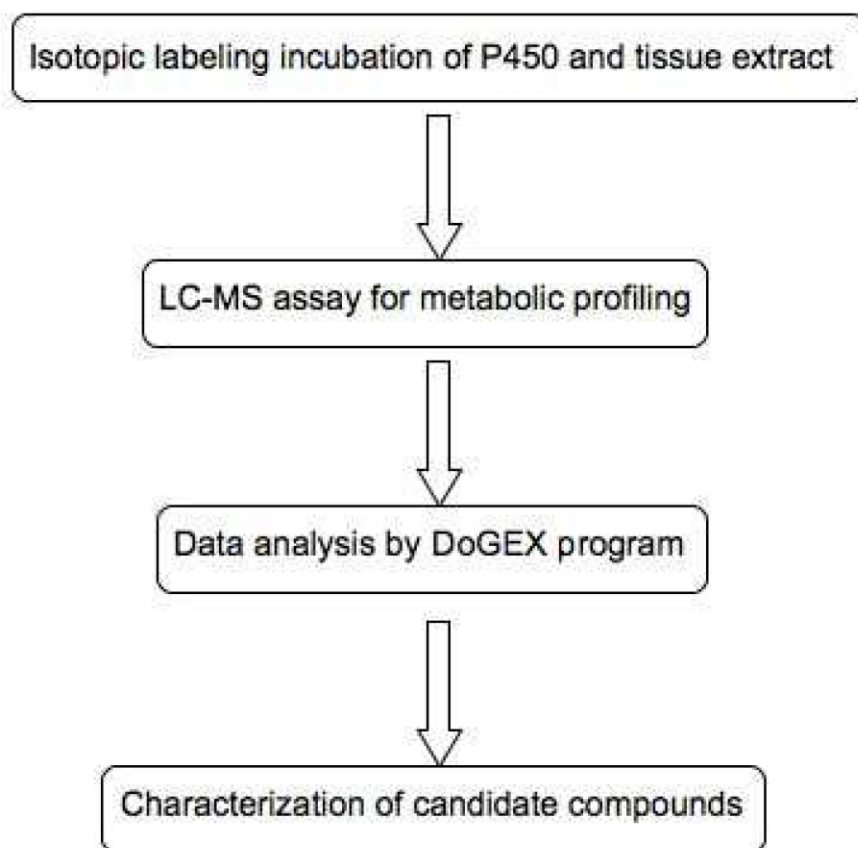 Isotopic labeling incubation of P450 and tissue extract
LC-MS assay for metabolic profiling
Data analysis by DoGEX program
Characterization of candidate compounds